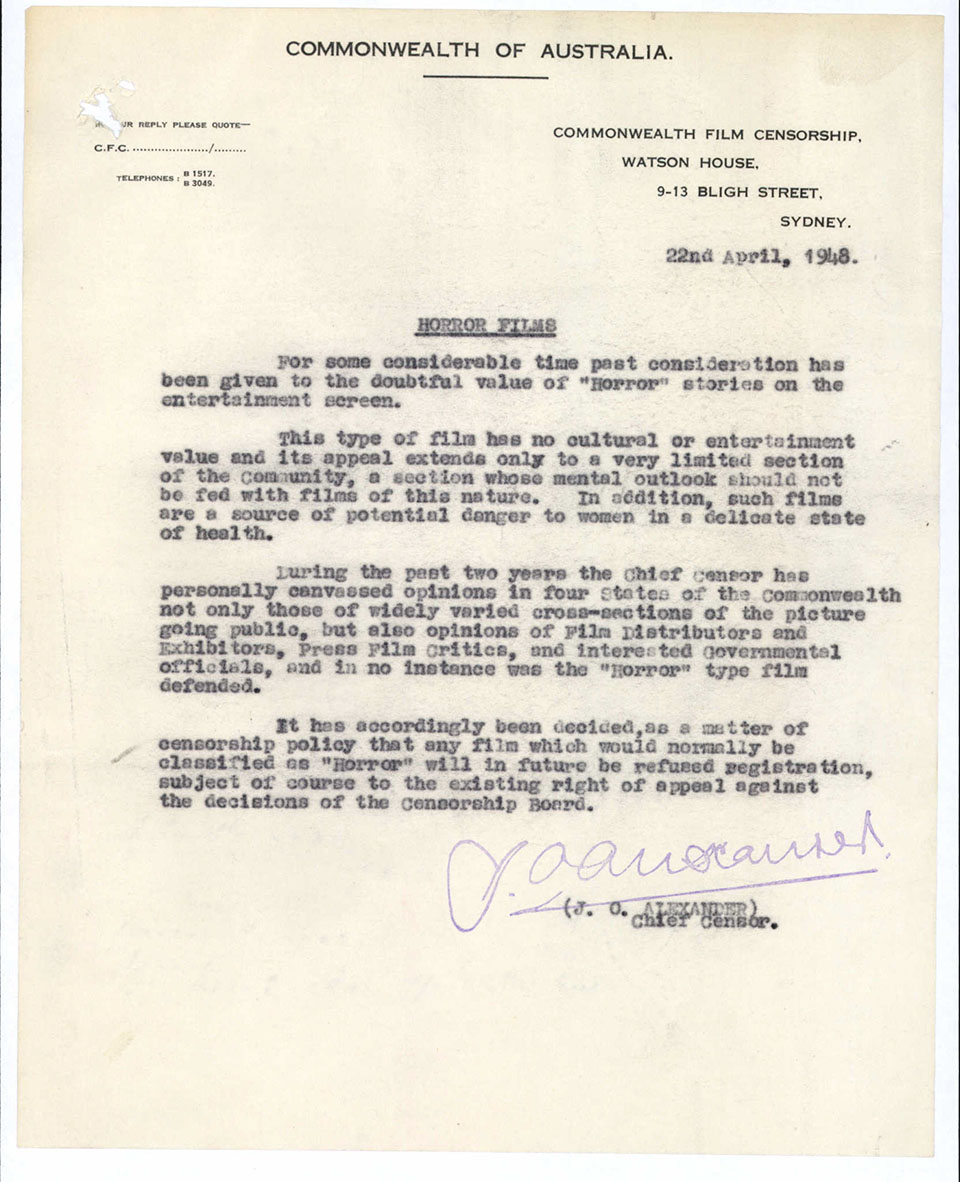 COMMONWEALTH OF AUSTRALIA.
UR REPLY PLEASE QUOTE—
C.F.C. ....................../.........
TELEPHONES : B 1517.
B 3049.
COMMONWEALTH FILM CENSORSHIP,
WATSON HOUSE,
9-13 BLIGH STREET,
SYDNEY.
22nd April, 1948.
HORROR FILMS
For some considerable time past consideration has
been given to the doubtful value of "Horror" stories on the
entertainment screen.
This type of film has no cultural or entertainment
value and its appeal extends only to a very limited section
of the Community, a section whose mental outlook should not
be fed with films of this nature. In addition, such films
are a source of potential danger to women in a delicate state
of health.
During the past two years the Chief Censor has
personally canvassed opinions in four States of the Commonwealth
not only those of widely varied cross-sections of the picture
going public, but also opinions of Film Distributors and
Exhibitors, Press Film Critics, and interested Governmental
officials, and in no instance was the "Horror" type film
defended.
It has accordingly been decided,as a matter of
censorship policy that any film which would normally be
classified as "Horror" will in future be refused registration,
subject of course to the existing right of appeal against
the decisions of the Censorship Board.
J. O. Alexander.
(J. O. ALEXANDER)
Chief Censor.